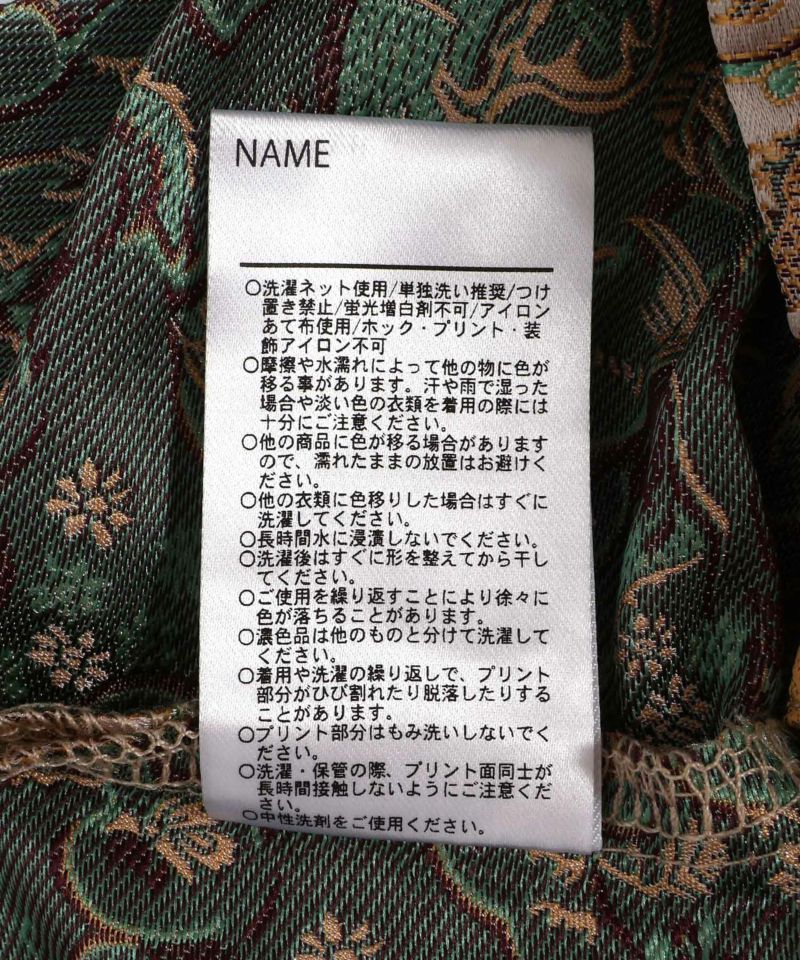 NAME
○洗濯ネット使用/単独洗い推奨/つけ
置き禁止/蛍光増白剤不可/アイロン
あて布使用/ホック・プリント・装
飾アイロン不可
○摩擦や水濡れによって他の物に色が
移る事があります。汗や雨で湿った
場合や淡い色の衣類を着用の際には
十分にご注意ください。
○他の商品に色が移る場合があります
ので、濡れたままの放置はお避けく
ださい。
○他の衣類に色移りした場合はすぐに
洗濯してください。
○長時間水に浸漬しないでください。
○洗濯後はすぐに形を整えてから干し
てください。
○ご使用を繰り返すことにより徐々に
色が落ちることがあります。
○濃色品は他のものと分けて洗濯して
ください。
○着用や洗濯の繰り返しで、プリント
部分がひび割れたり脱落したりする
ことがあります。
○プリント部分はもみ洗いしないでく
ださい。
○洗濯・保管の際、プリント面同士が
長時間接触しないようにご注意くだ
さい。
○中性洗剤をご使用ください。